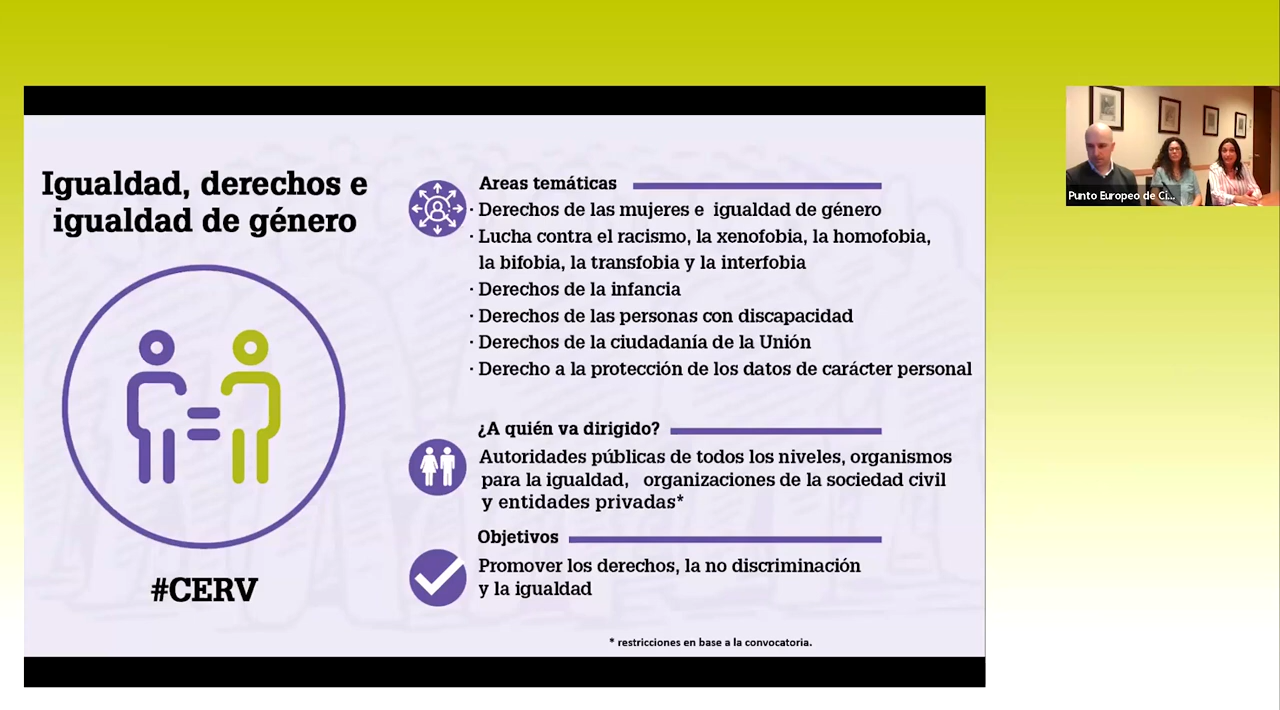 Igualdad, derechos e
igualdad de género
#CERV
Areas temáticas
· Derechos de las mujeres e igualdad de género
· Lucha contra el racismo, la xenofobia, la homofobia,
la bifobia, la transfobia y la interfobia
· Derechos de la infancia
· Derechos de las personas con discapacidad
· Derechos de la ciudadanía de la Unión
· Derecho a la protección de los datos de carácter personal
¿A quién va dirigido?
Autoridades públicas de todos los niveles, organismos
para la igualdad, organizaciones de la sociedad civil
y entidades privadas*
Objetivos
Promover los derechos, la no discriminación
y la igualdad
* restricciones en base a la convocatoria.
Punto Europeo de Ci...